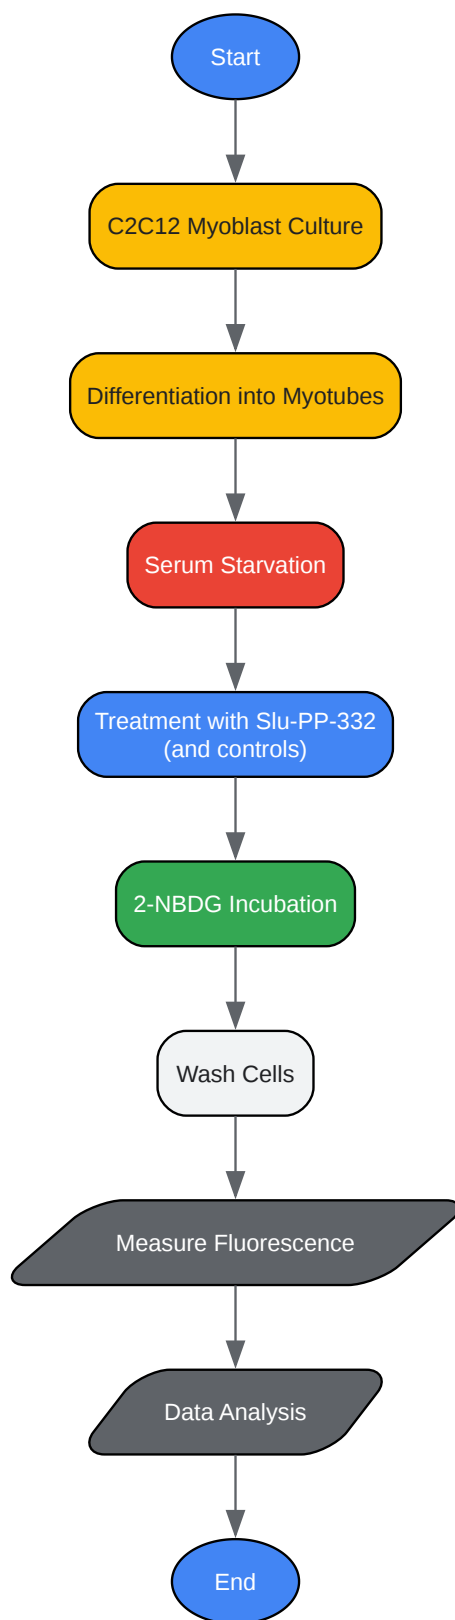 Start
C2C12 Myoblast Culture
Differentiation into Myotubes
Serum Starvation
Treatment with Slu-PP-332
(and controls)
2-NBDG Incubation
Wash Cells
Measure Fluorescence
Data Analysis
End